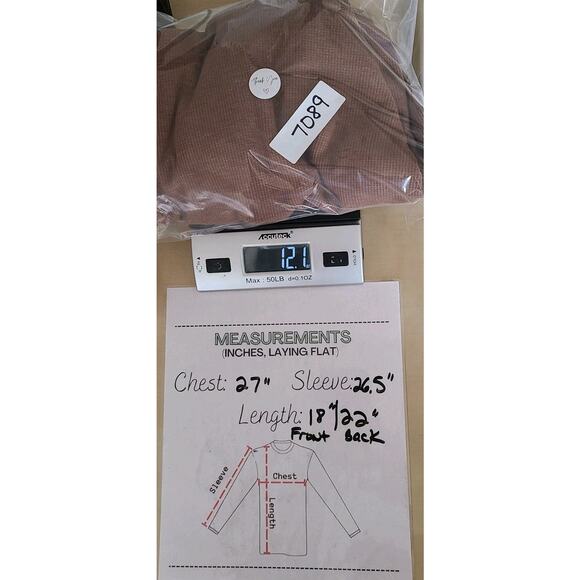 Thank You
7089
Accuteck
12.1
Max : 50LB d=0.1OZ
MEASUREMENTS
(INCHES, LAYING FLAT)
Chest: 27" Sleeve: 26.5"
Length: 18"/22"
Front Back
Sleeve
Chest
Length